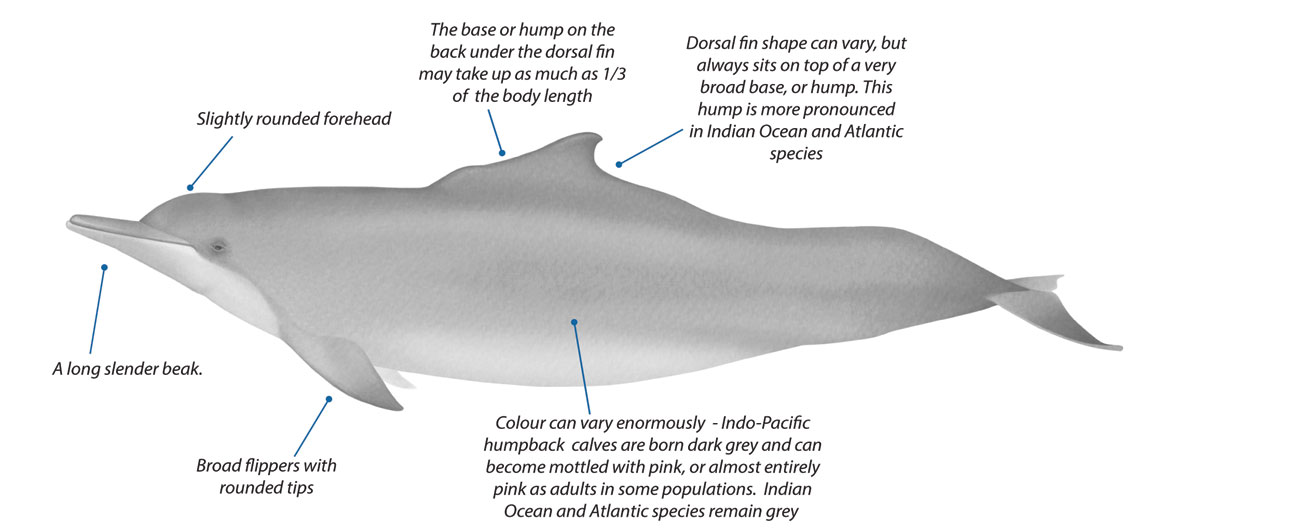 The base or hump on the
back under the dorsal fin
may take up as much as 1/3
of the body length
Dorsal fin shape can vary, but
always sits on top of a very
broad base, or hump. This
hump is more pronounced
in Indian Ocean and Atlantic
species
Slightly rounded forehead
A long slender beak.
Broad flippers with
rounded tips
Colour can vary enormously - Indo-Pacific
humpback calves are born dark grey and can
become mottled with pink, or almost entirely
pink as adults in some populations. Indian
Ocean and Atlantic species remain grey